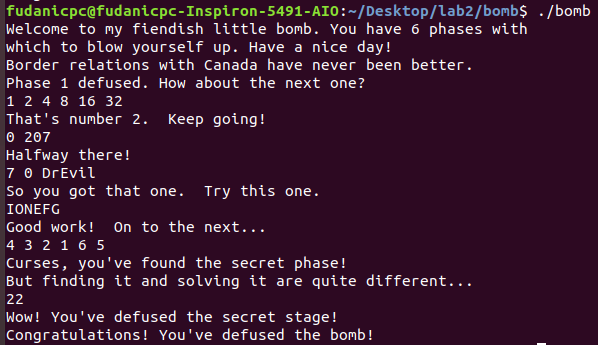 fudanicpc@fudanicpc-Inspiron-5491-AIO:~/Desktop/lab2/bomb$ ./bomb
Welcome to my fiendish little bomb. You have 6 phases with
which to blow yourself up. Have a nice day!
Border relations with Canada have never been better.
Phase 1 defused. How about the next one?
1 2 4 8 16 32
That's number 2.  Keep going!
0 207
Halfway there!
7 0 DrEvil
So you got that one.  Try this one.
IONEFG
Good work!  On to the next...
4 3 2 1 6 5
Curses, you've found the secret phase!
But finding it and solving it are quite different...
22
Wow! You've defused the secret stage!
Congratulations! You've defused the bomb!